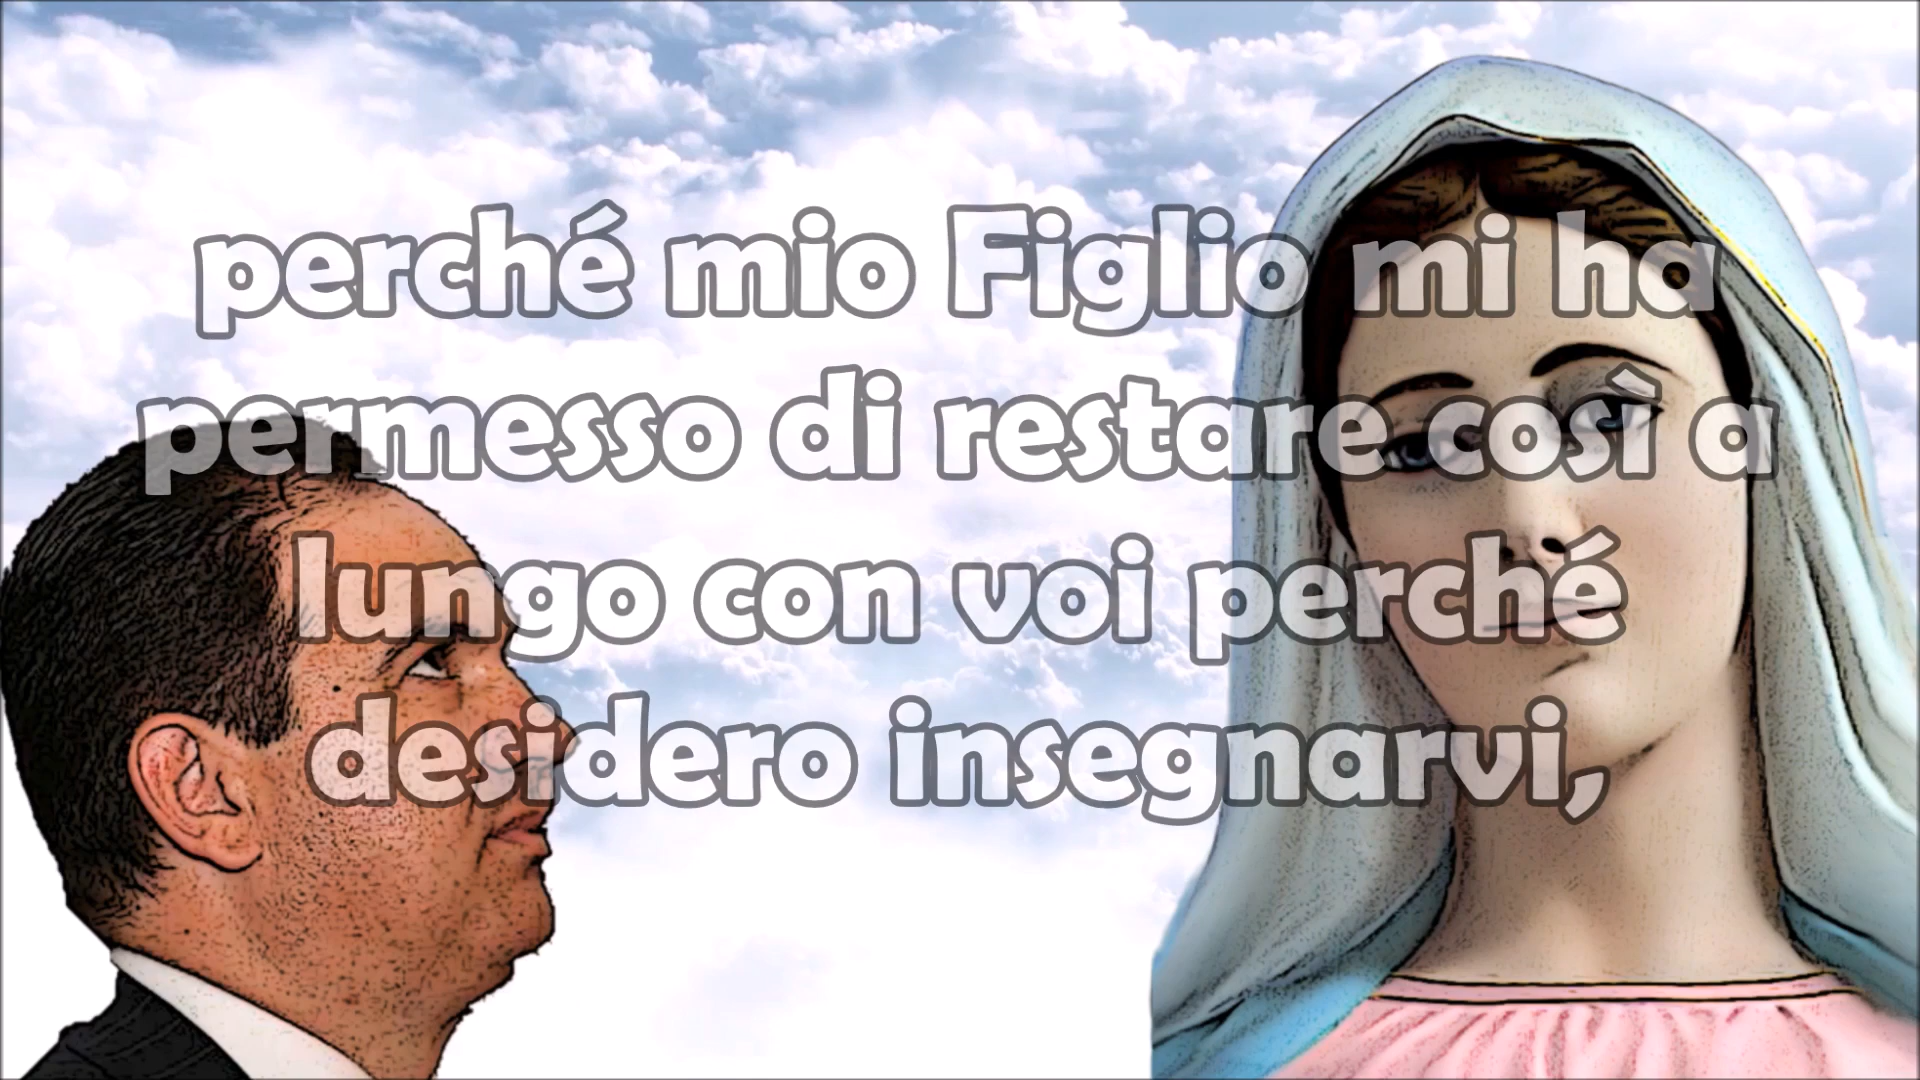 perché mio Figlio mi ha
permesso di restare così a
lungo con voi perché
desidero insegnarvi,